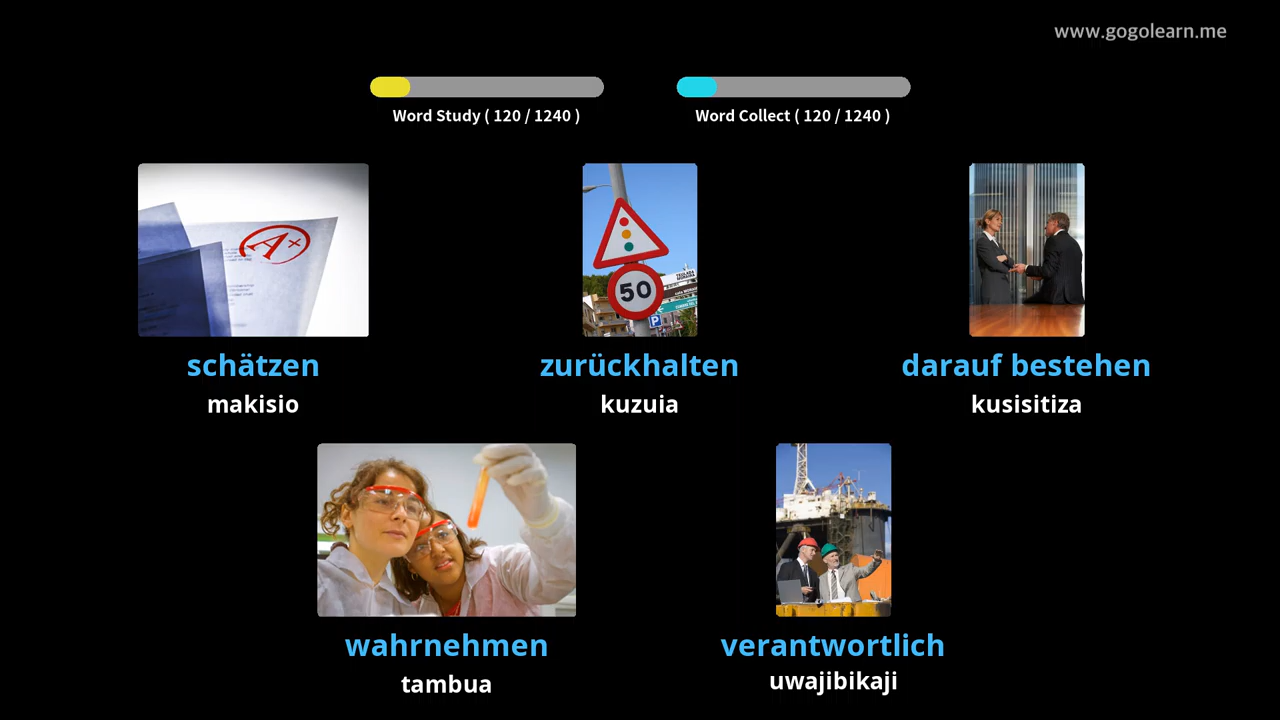 www.gogolearn.me
Word Study ( 120 / 1240 )
Word Collect ( 120 / 1240 )
A+
50
P
schätzen
zurückhalten
darauf bestehen
makisio
kuzuia
kusisitiza
wahrnehmen
verantwortlich
tambua
uwajibikaji